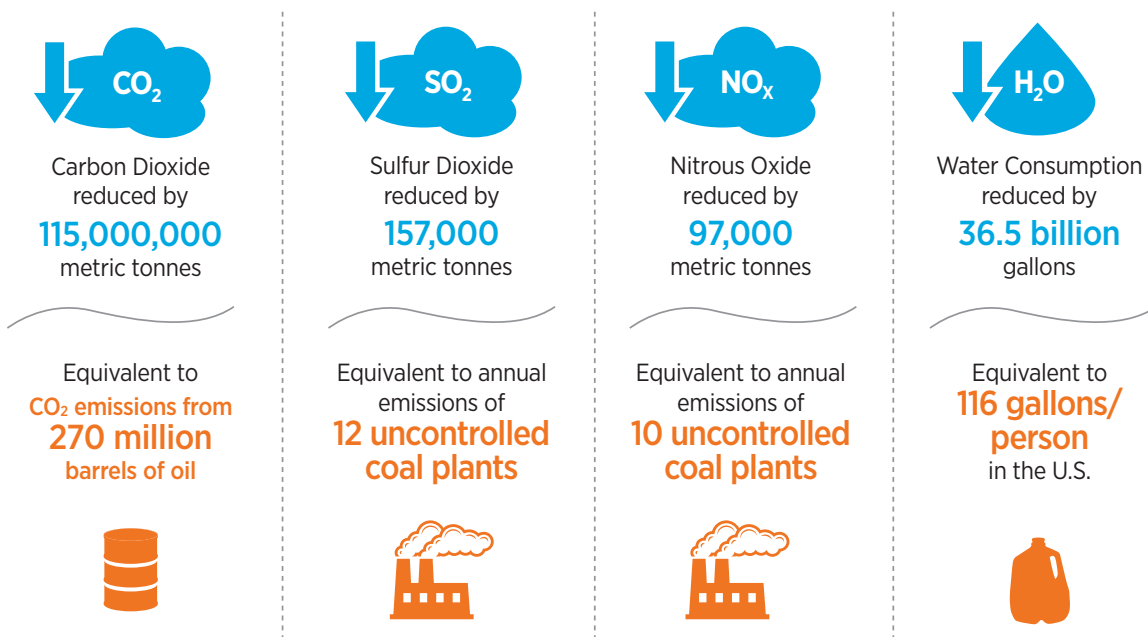 CO₂
Carbon Dioxide
reduced by
115,000,000
metric tonnes
Equivalent to
CO₂ emissions from
270 million
barrels of oil
SO₂
Sulfur Dioxide
reduced by
157,000
metric tonnes
Equivalent to annual
emissions of
12 uncontrolled
coal plants
NOₓ
Nitrous Oxide
reduced by
97,000
metric tonnes
Equivalent to annual
emissions of
10 uncontrolled
coal plants
H₂O
Water Consumption
reduced by
36.5 billion
gallons
Equivalent to
116 gallons/
person
in the U.S.